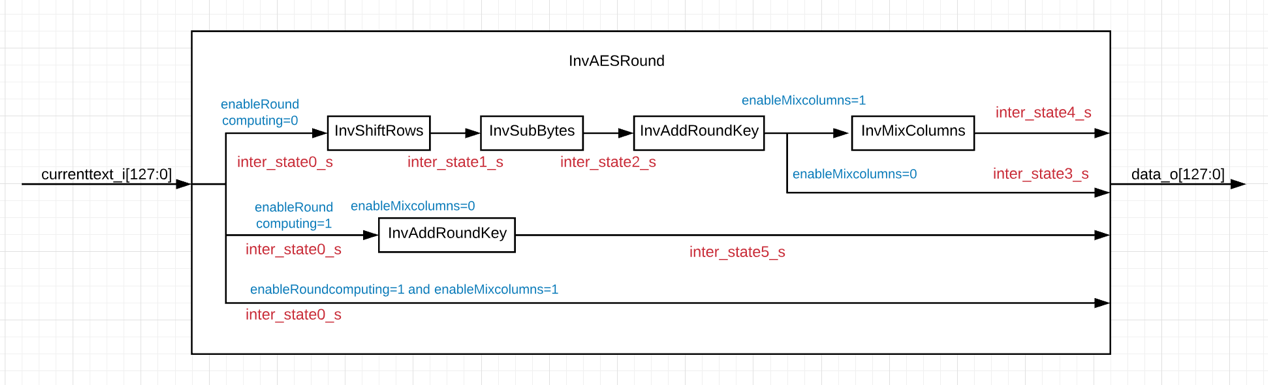 InvAESRound
enableRound
computing=0
enableMixcolumns=1
inter_state4_s
InvShiftRows
InvSubBytes
InvAddRoundKey
InvMixColumns
inter_state0_s
inter_state1_s
inter_state2_s
currenttext_i[127:0]
enableMixcolumns=0
inter_state3_s
data_o[127:0]
enableRound
computing=1
enableMixcolumns=0
InvAddRoundKey
inter_state0_s
inter_state5_s
enableRoundcomputing=1 and enableMixcolumns=1
inter_state0_s